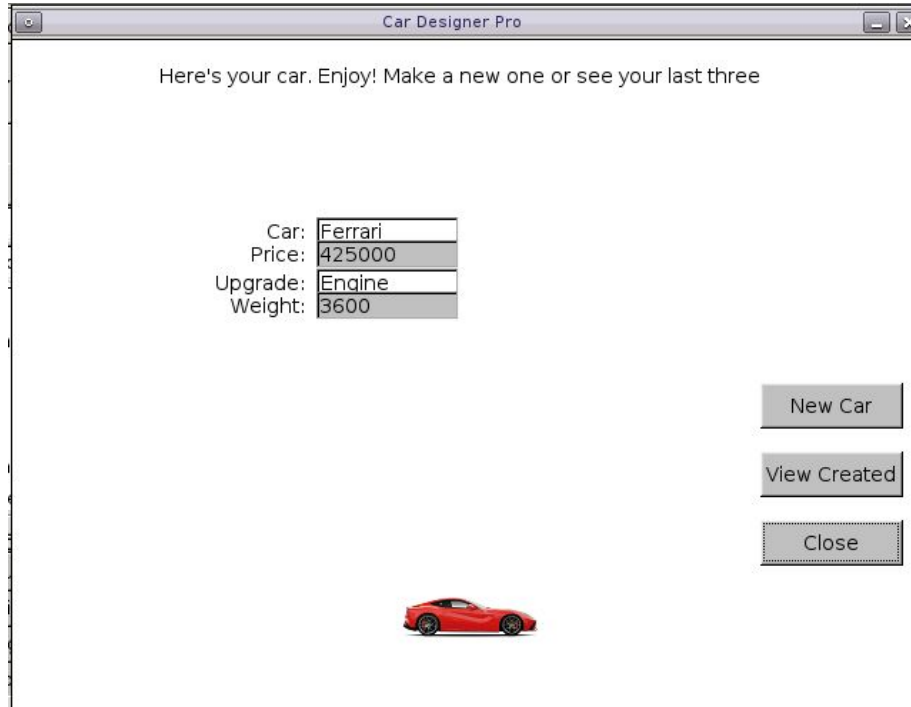 Car Designer Pro
Here's your car. Enjoy! Make a new one or see your last three
Car: Ferrari
Price: 425000
Upgrade: Engine
Weight: 3600
New Car
View Created
Close